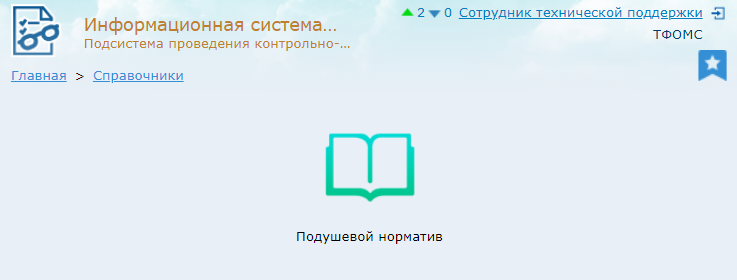 Информационная система...
Подсистема проведения контрольно-...
2 0 Сотрудник технической поддержки
ТФОМС
Главная > Справочники
Подушевой норматив